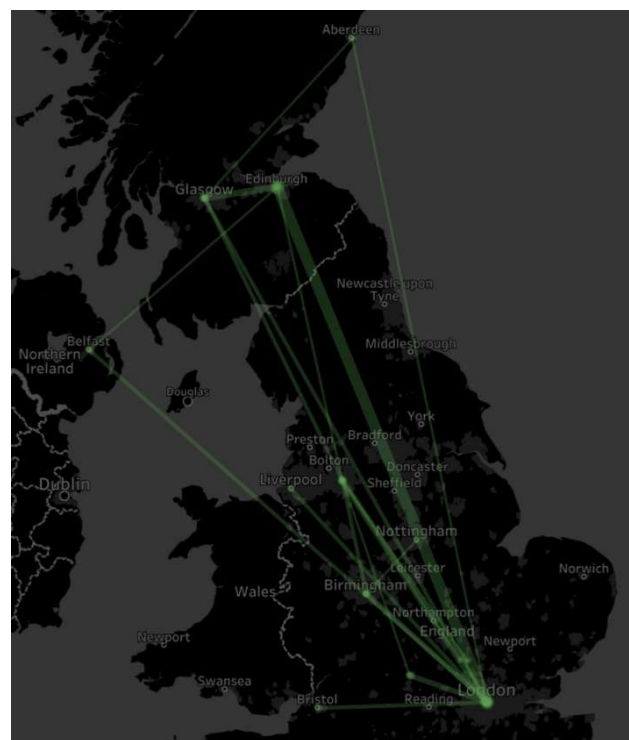 Aberdeen
Edinburgh
Glasgow
Newcastle upon
Tyne
Belfast
Northern
Ireland
Middlesbrough
Douglas
York
Bradford
Preston
Bolton
Doncaster
Liverpool
Sheffield
Dublin
Nottingham
Leicester
Norwich
Birmingham
Wales
Northampton
England
Newport
Newport
Swansea
London
Bristol
Reading